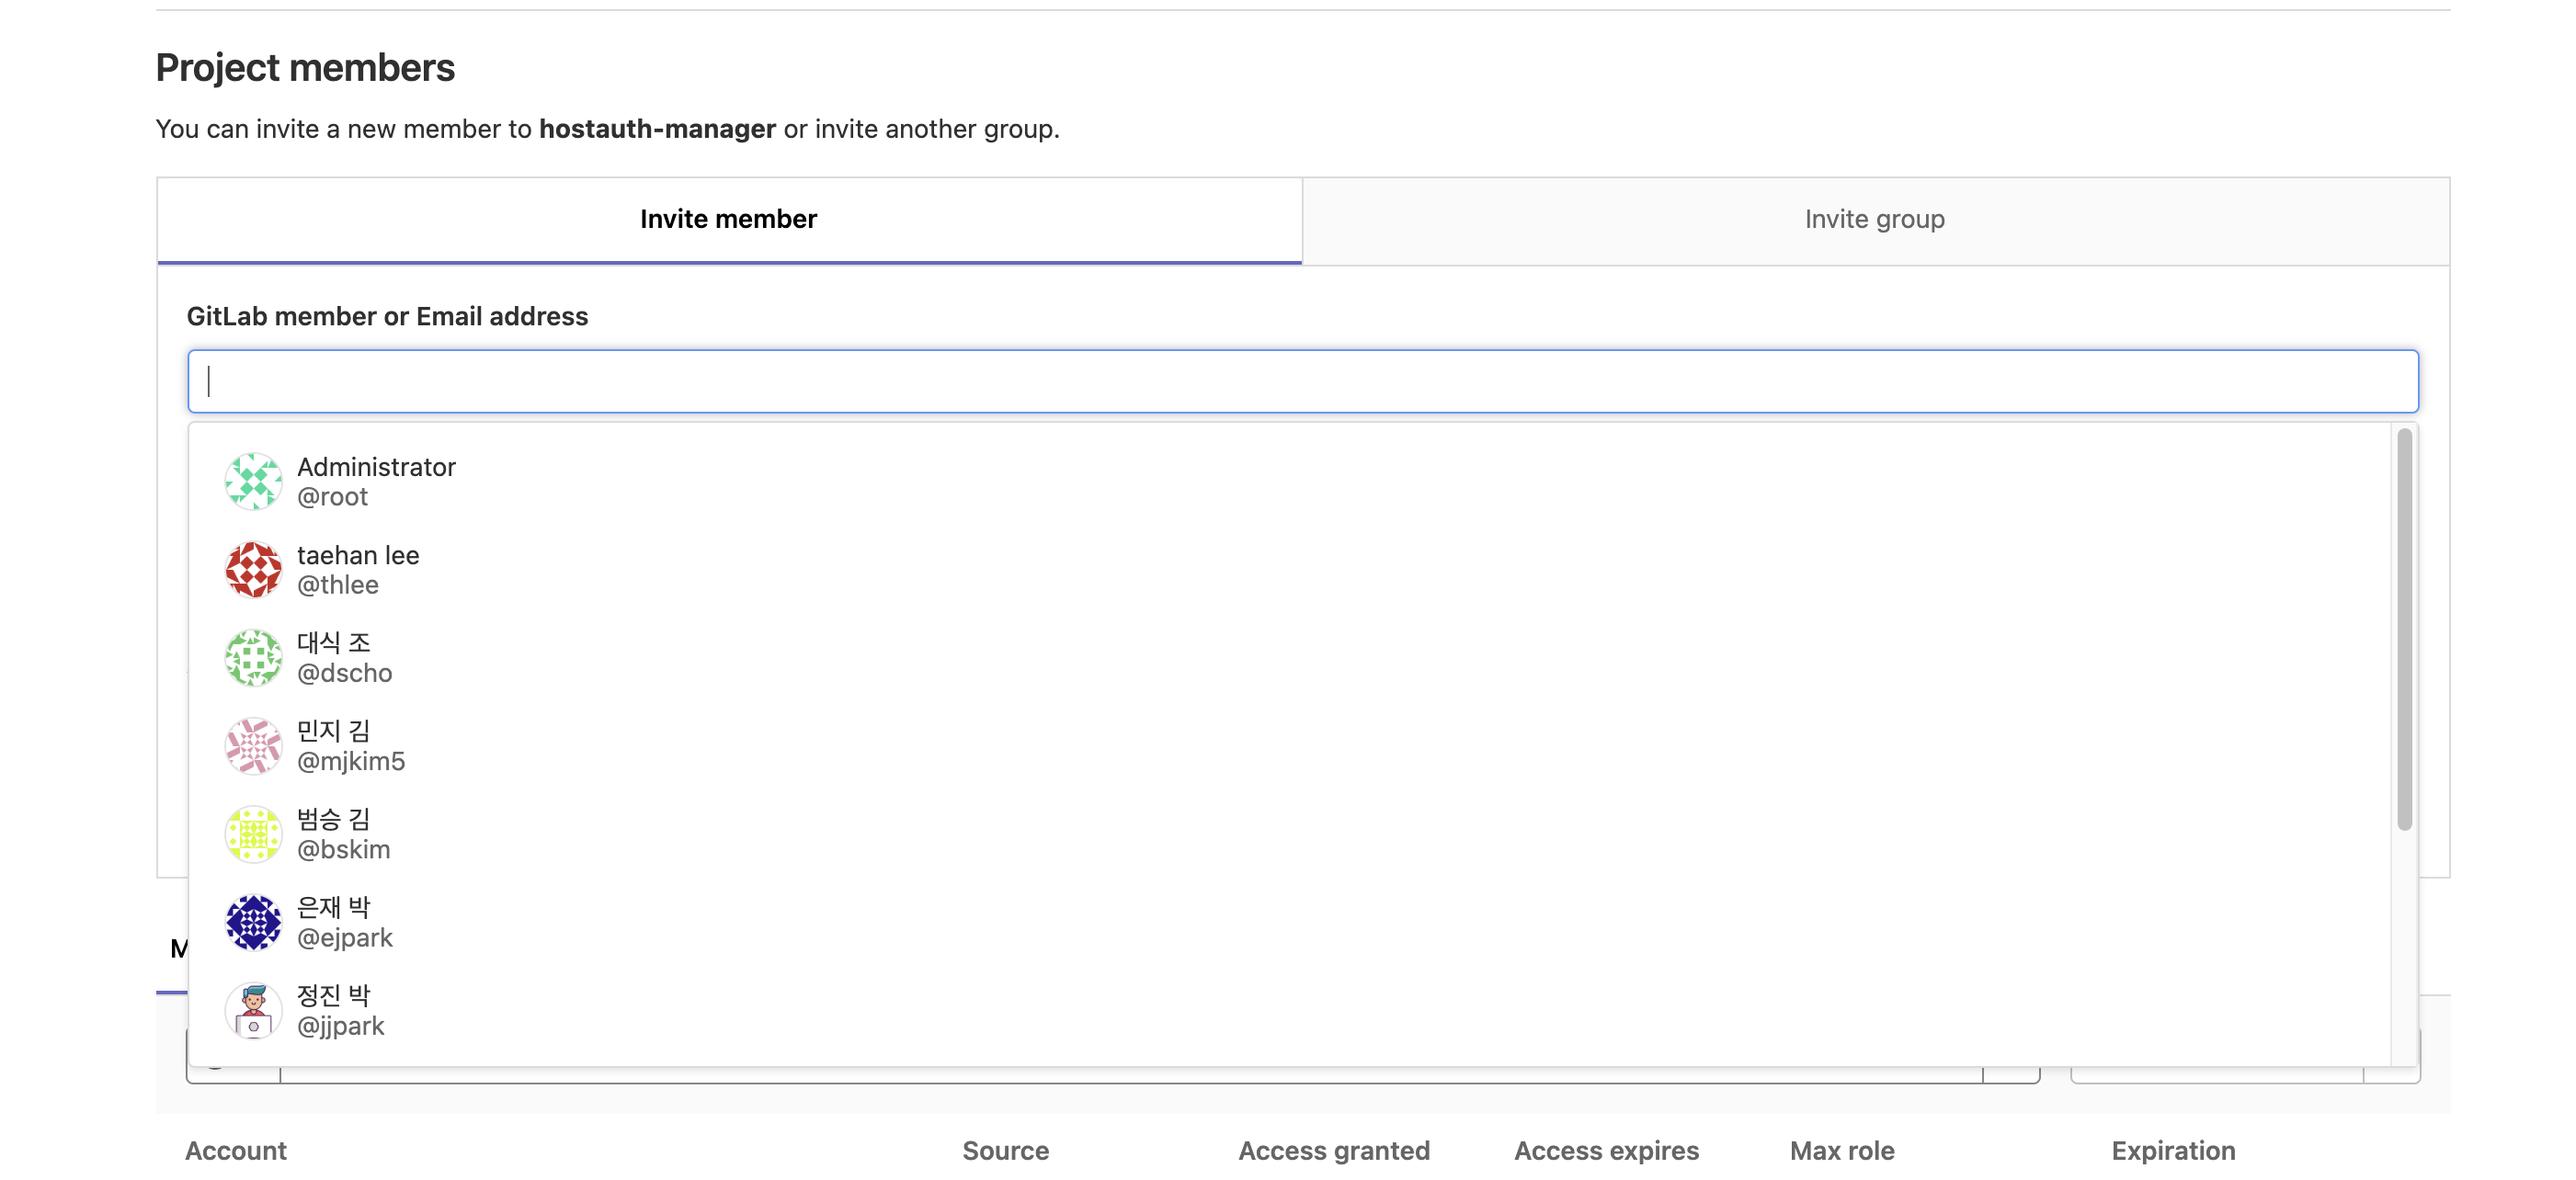 Project members
You can invite a new member to hostauth-manager or invite another group.
Invite member
Invite group
GitLab member or Email address
Administrator
@root
taehan lee
@thlee
대식 조
@dscho
민지 김
@mjkim5
범승 김
@bskim
은재 박
@ejpark
정진 박
@jjpark
Account
Source
Access granted
Access expires
Max role
Expiration